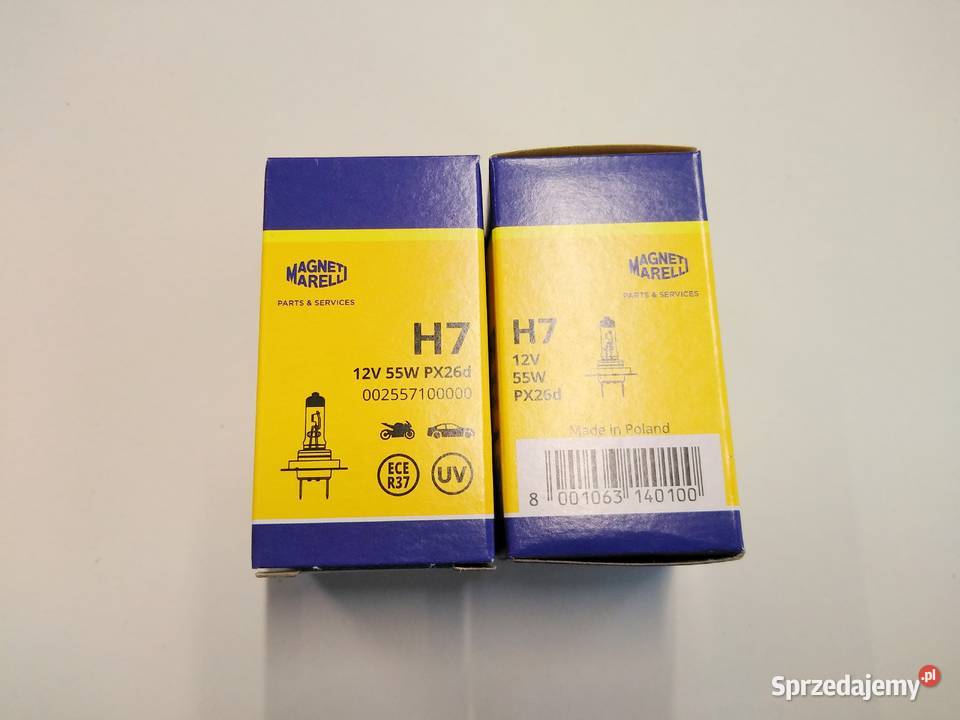 MAGNETI
MARELLI
PARTS & SERVICES
H7
12V 55W PX26d
002557100000
ECE
R37
UV
MAGNETI
MARELLI
PARTS & SERVICES
H7
12V
55W
PX26d
Made in Poland
8 001063 140100
Sprzedajemy.pl